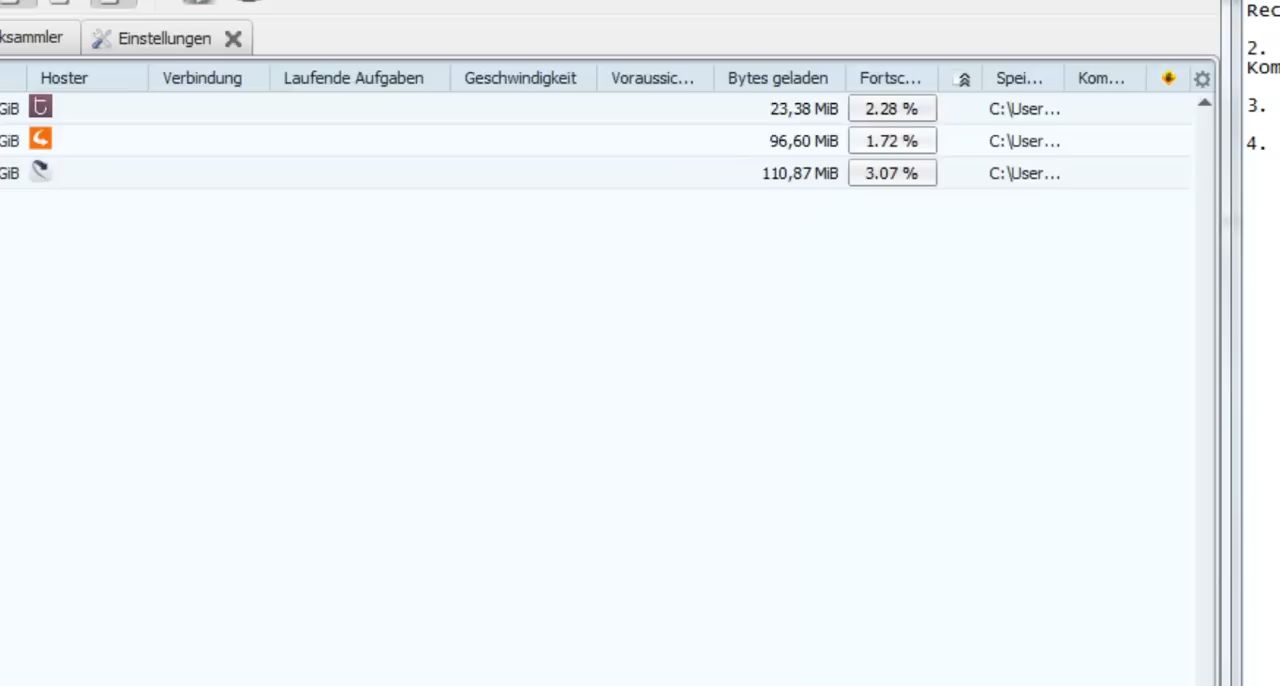 Rec
ksammler Einstellungen
2.
Kom
Hoster Verbindung Laufende Aufgaben Geschwindigkeit Voraussic... Bytes geladen Fortsc... Spei... Kom...
GiB 23,38 MiB 2.28 % C:\User...
3.
GiB 96,60 MiB 1.72 % C:\User...
4.
GiB 110,87 MiB 3.07 % C:\User...